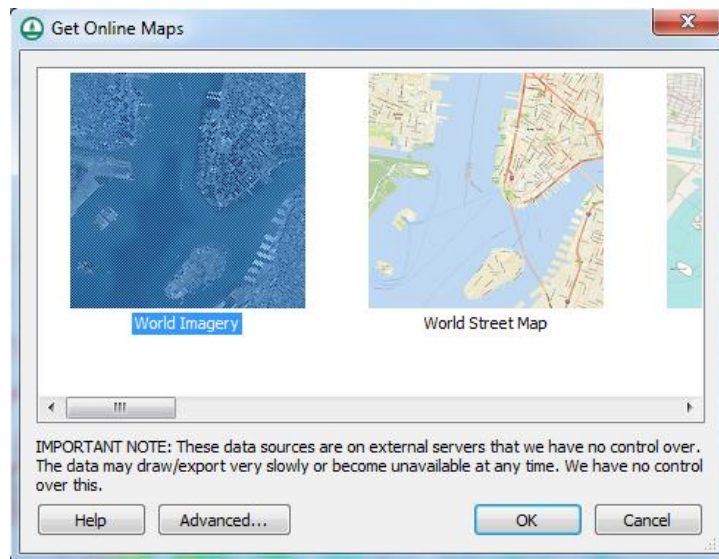 Get Online Maps
World Imagery
World Street Map
IMPORTANT NOTE: These data sources are on external servers that we have no control over.
The data may draw/export very slowly or become unavailable at any time. We have no control
over this.
Help
Advanced...
OK
Cancel